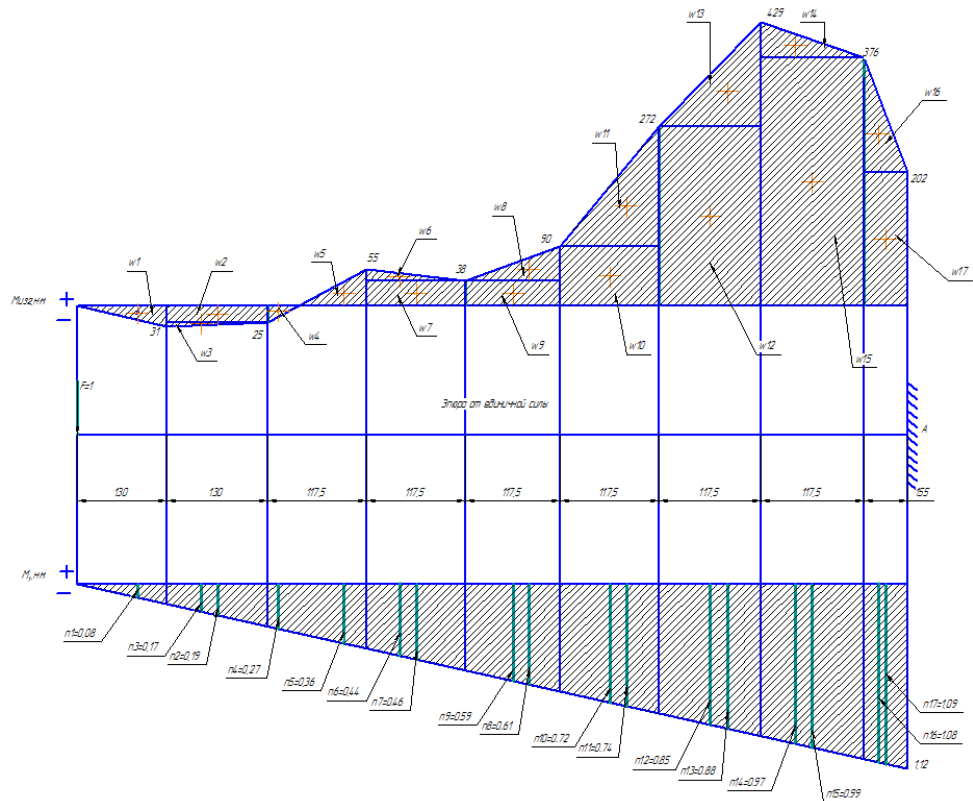 429
w13
w14
376
w16
272
w11
202
w8
90
w6
w5
55
38
w1
w2
w17
Mизг,нм
+
−
31
w3
25
w4
w7
w9
w10
w12
w15
F=1
Эпюра от единичной силы
A
130
130
117,5
117,5
117,5
117,5
117,5
117,5
155
M₁,нм
+
−
n1=0,08
n3=0,17
n2=0,19
n4=0,27
n5=0,36
n6=0,44
n7=0,46
n9=0.59
n8=0.61
n10=0.72
n11=0.74
n12=0.85
n13=0.88
n14=0.97
n15=0.99
n17=1.09
n16=1.08
1,12